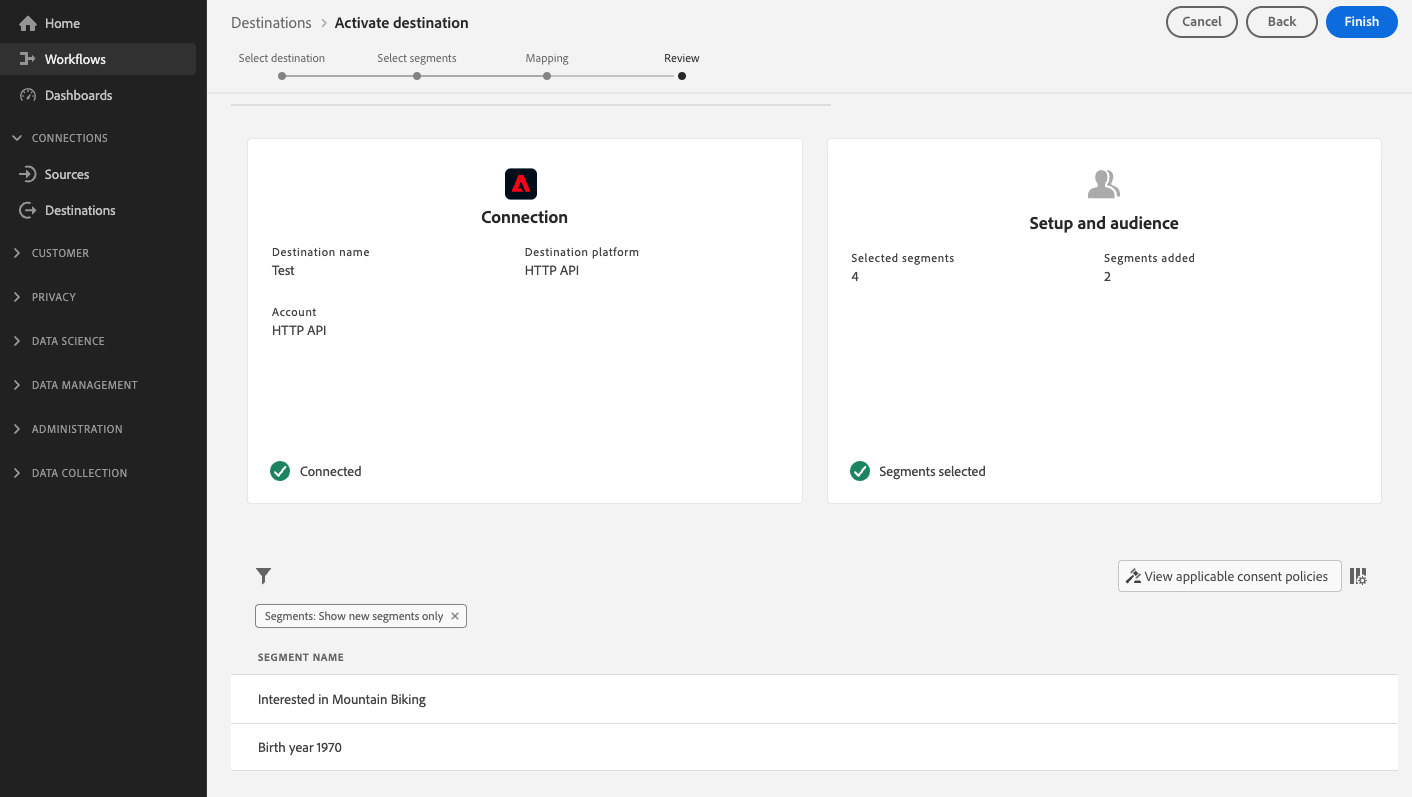 Home
Workflows
Dashboards
CONNECTIONS
Sources
Destinations
CUSTOMER
PRIVACY
DATA SCIENCE
DATA MANAGEMENT
ADMINISTRATION
DATA COLLECTION
Destinations > Activate destination
Cancel Back Finish
Select destination Select segments Mapping Review
Connection
Destination name Destination platform
Test HTTP API
Account
HTTP API
Connected
Setup and audience
Selected segments Segments added
4 2
Segments selected
View applicable consent policies
Segments: Show new segments only
SEGMENT NAME
Interested in Mountain Biking
Birth year 1970